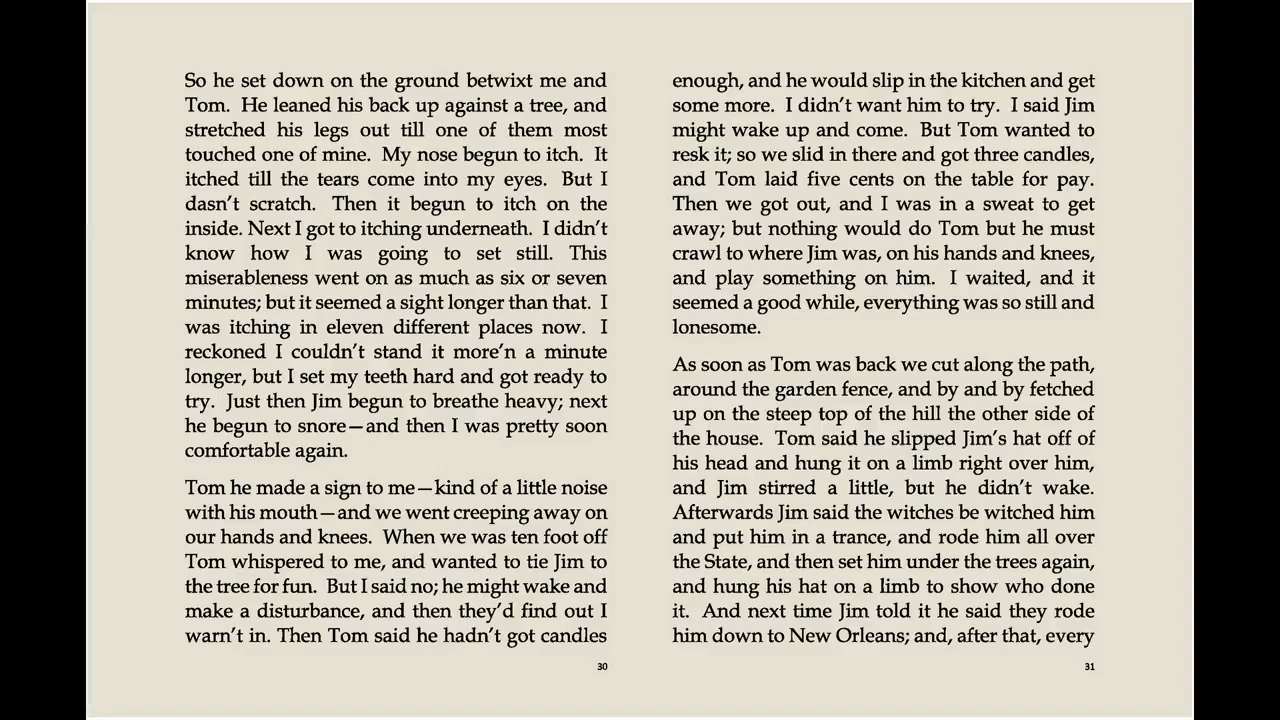 So he set down on the ground betwixt me and
Tom. He leaned his back up against a tree, and
stretched his legs out till one of them most
touched one of mine. My nose begun to itch. It
itched till the tears come into my eyes. But I
dasn't scratch. Then it begun to itch on the
inside. Next I got to itching underneath. I didn't
know how I was going to set still. This
miserableness went on as much as six or seven
minutes; but it seemed a sight longer than that. I
was itching in eleven different places now. I
reckoned I couldn't stand it more'n a minute
longer, but I set my teeth hard and got ready to
try. Just then Jim begun to breathe heavy; next
he begun to snore—and then I was pretty soon
comfortable again.
Tom he made a sign to me—kind of a little noise
with his mouth—and we went creeping away on
our hands and knees. When we was ten foot off
Tom whispered to me, and wanted to tie Jim to
the tree for fun. But I said no; he might wake and
make a disturbance, and then they'd find out I
warn't in. Then Tom said he hadn't got candles
30
enough, and he would slip in the kitchen and get
some more. I didn't want him to try. I said Jim
might wake up and come. But Tom wanted to
resk it; so we slid in there and got three candles,
and Tom laid five cents on the table for pay.
Then we got out, and I was in a sweat to get
away; but nothing would do Tom but he must
crawl to where Jim was, on his hands and knees,
and play something on him. I waited, and it
seemed a good while, everything was so still and
lonesome.
As soon as Tom was back we cut along the path,
around the garden fence, and by and by fetched
up on the steep top of the hill the other side of
the house. Tom said he slipped Jim's hat off of
his head and hung it on a limb right over him,
and Jim stirred a little, but he didn't wake.
Afterwards Jim said the witches be witched him
and put him in a trance, and rode him all over
the State, and then set him under the trees again,
and hung his hat on a limb to show who done
it. And next time Jim told it he said they rode
him down to New Orleans; and, after that, every
31